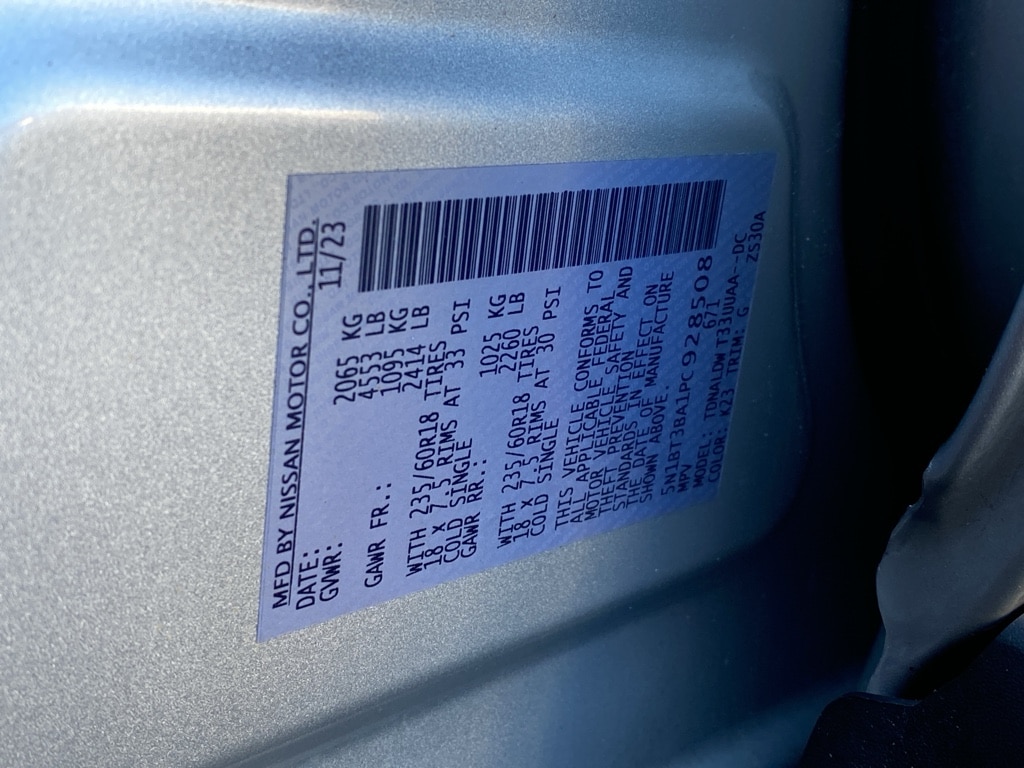 MFD BY NISSAN MOTOR CO., LTD.
DATE: 11/23
GVWR: 2065 KG
4553 LB
GAWR FR.: 1095 KG
2414 LB
WITH 235/60R18 TIRES
18 X 7.5 RIMS AT 33 PSI
COLD SINGLE
GAWR RR.: 1025 KG
2260 LB
WITH 235/60R18 TIRES
18 X 7.5 RIMS AT 30 PSI
COLD SINGLE
THIS VEHICLE CONFORMS TO
ALL APPLICABLE FEDERAL
MOTOR VEHICLE SAFETY AND
THEFT PREVENTION
STANDARDS IN EFFECT ON
THE DATE OF MANUFACTURE
SHOWN ABOVE.
5N1BT3BA1PC928508
MPV 671
MODEL: TDNALDW T33UUAA--DC
COLOR: K23 TRIM: G ZS30A